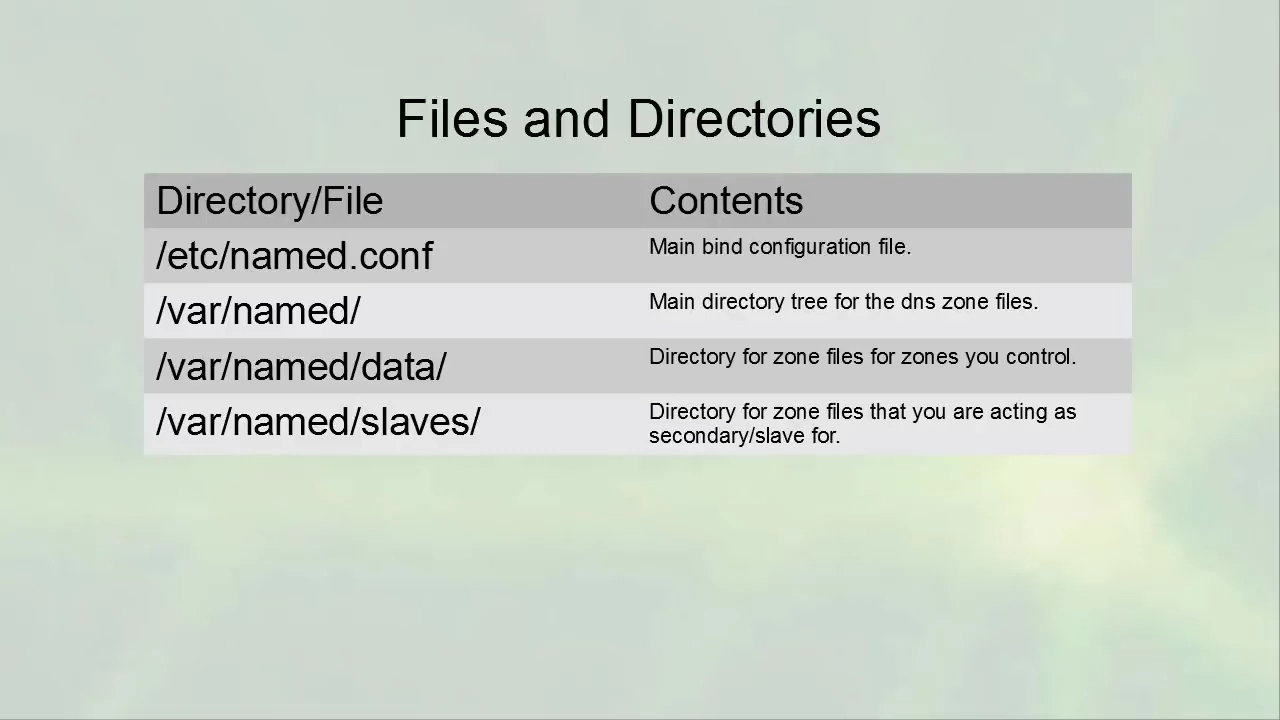 Files and Directories
Directory/File Contents
/etc/named.conf Main bind configuration file.
/var/named/ Main directory tree for the dns zone files.
/var/named/data/ Directory for zone files for zones you control.
/var/named/slaves/ Directory for zone files that you are acting as
secondary/slave for.